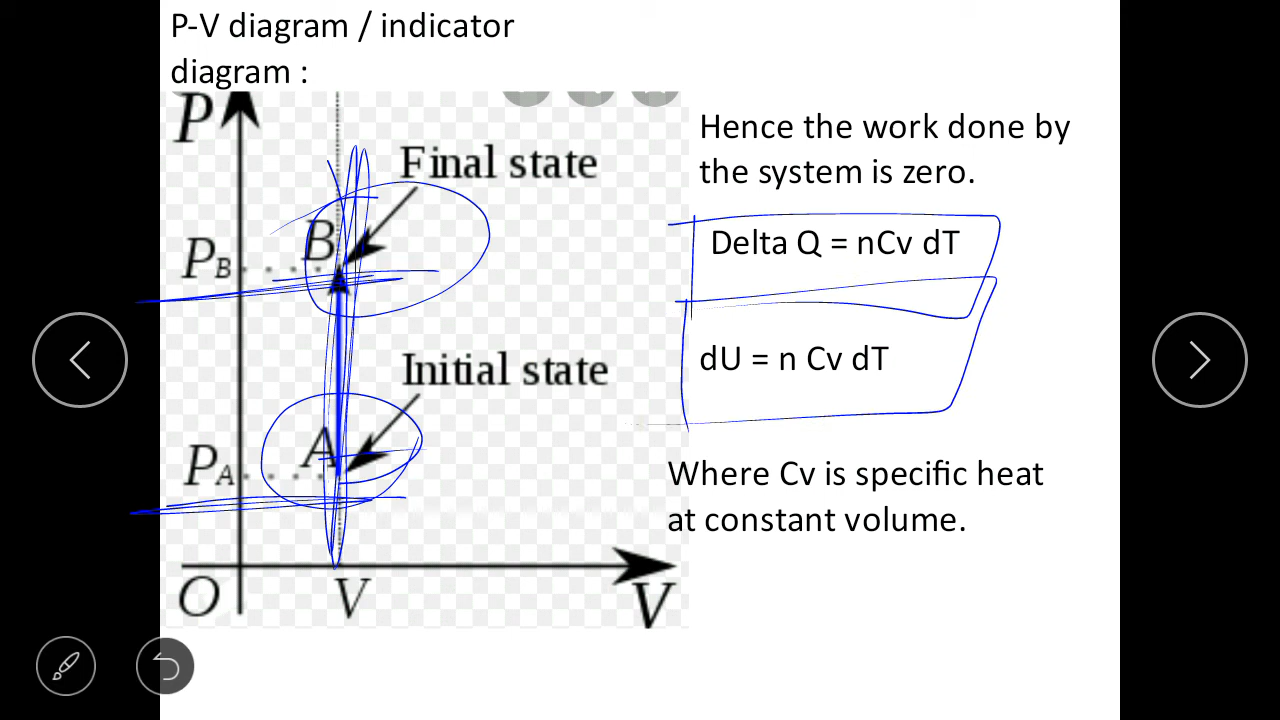 P-V diagram / indicator
diagram :
P
Final state
B
PB
Initial state
A
PA
O
V
V
Hence the work done by
the system is zero.
Delta Q = nCv dT
dU = n Cv dT
Where Cv is specific heat
at constant volume.